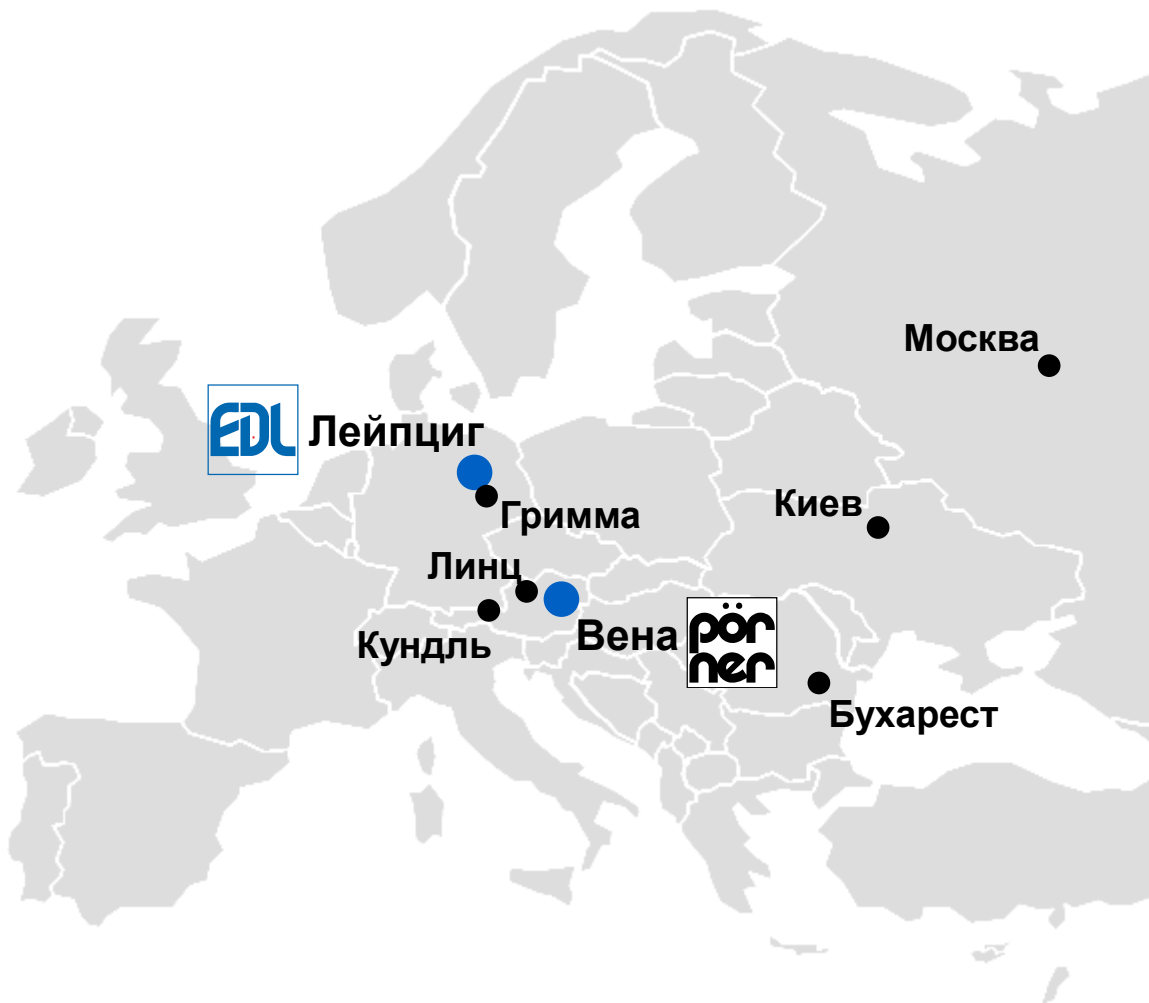 Москва
EDL
Лейпциг
Гримма
Киев
Линц
Кундль
Вена
pör
ner
Бухарест